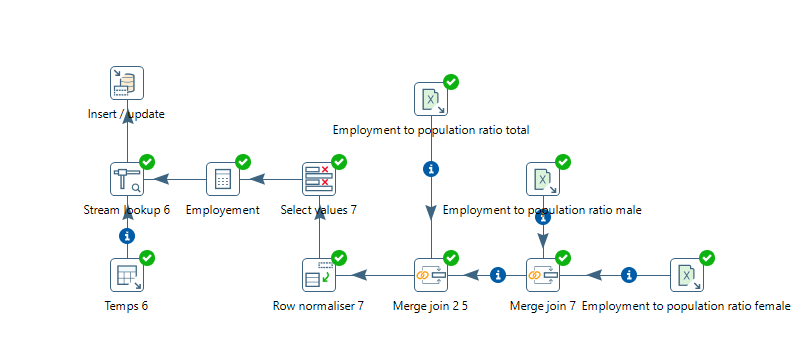 Insert / update
Employment to population ratio total
Stream lookup 6
Employement
Select values 7
Employment to population ratio male
Temps 6
Row normaliser 7
Merge join 2 5
Merge join 7
Employment to population ratio female